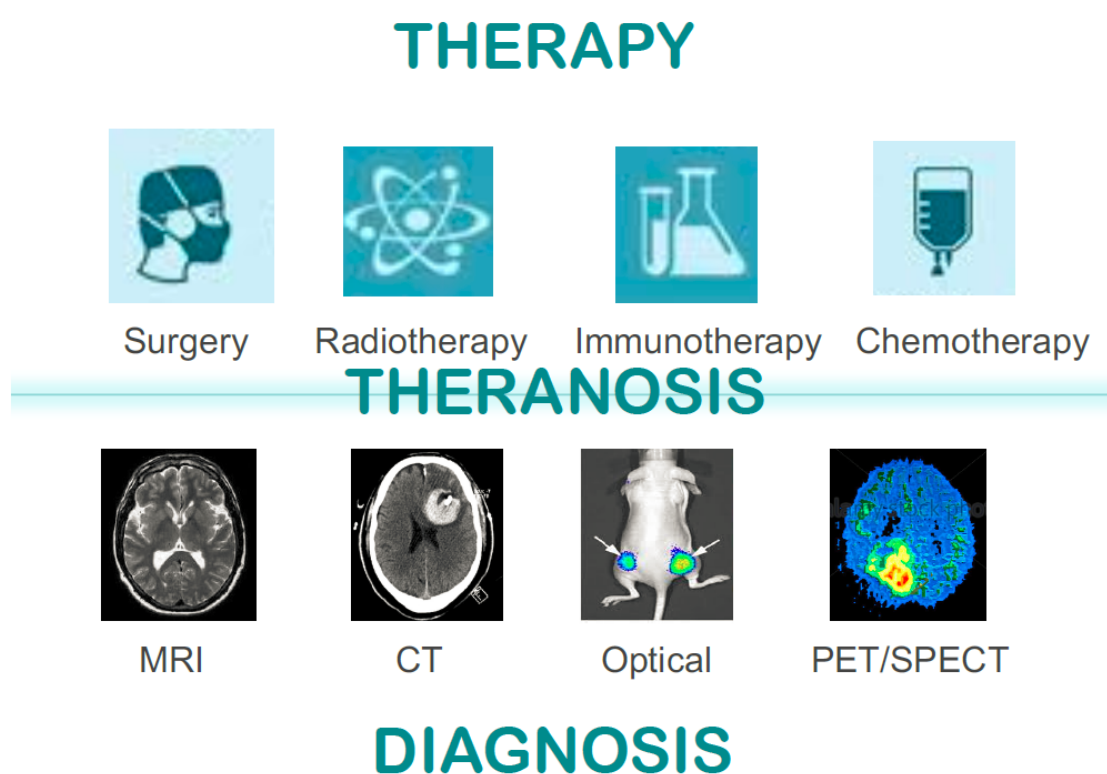 THERAPY
Surgery Radiotherapy Immunotherapy Chemotherapy
THERANOSIS
MRI CT Optical PET/SPECT
DIAGNOSIS